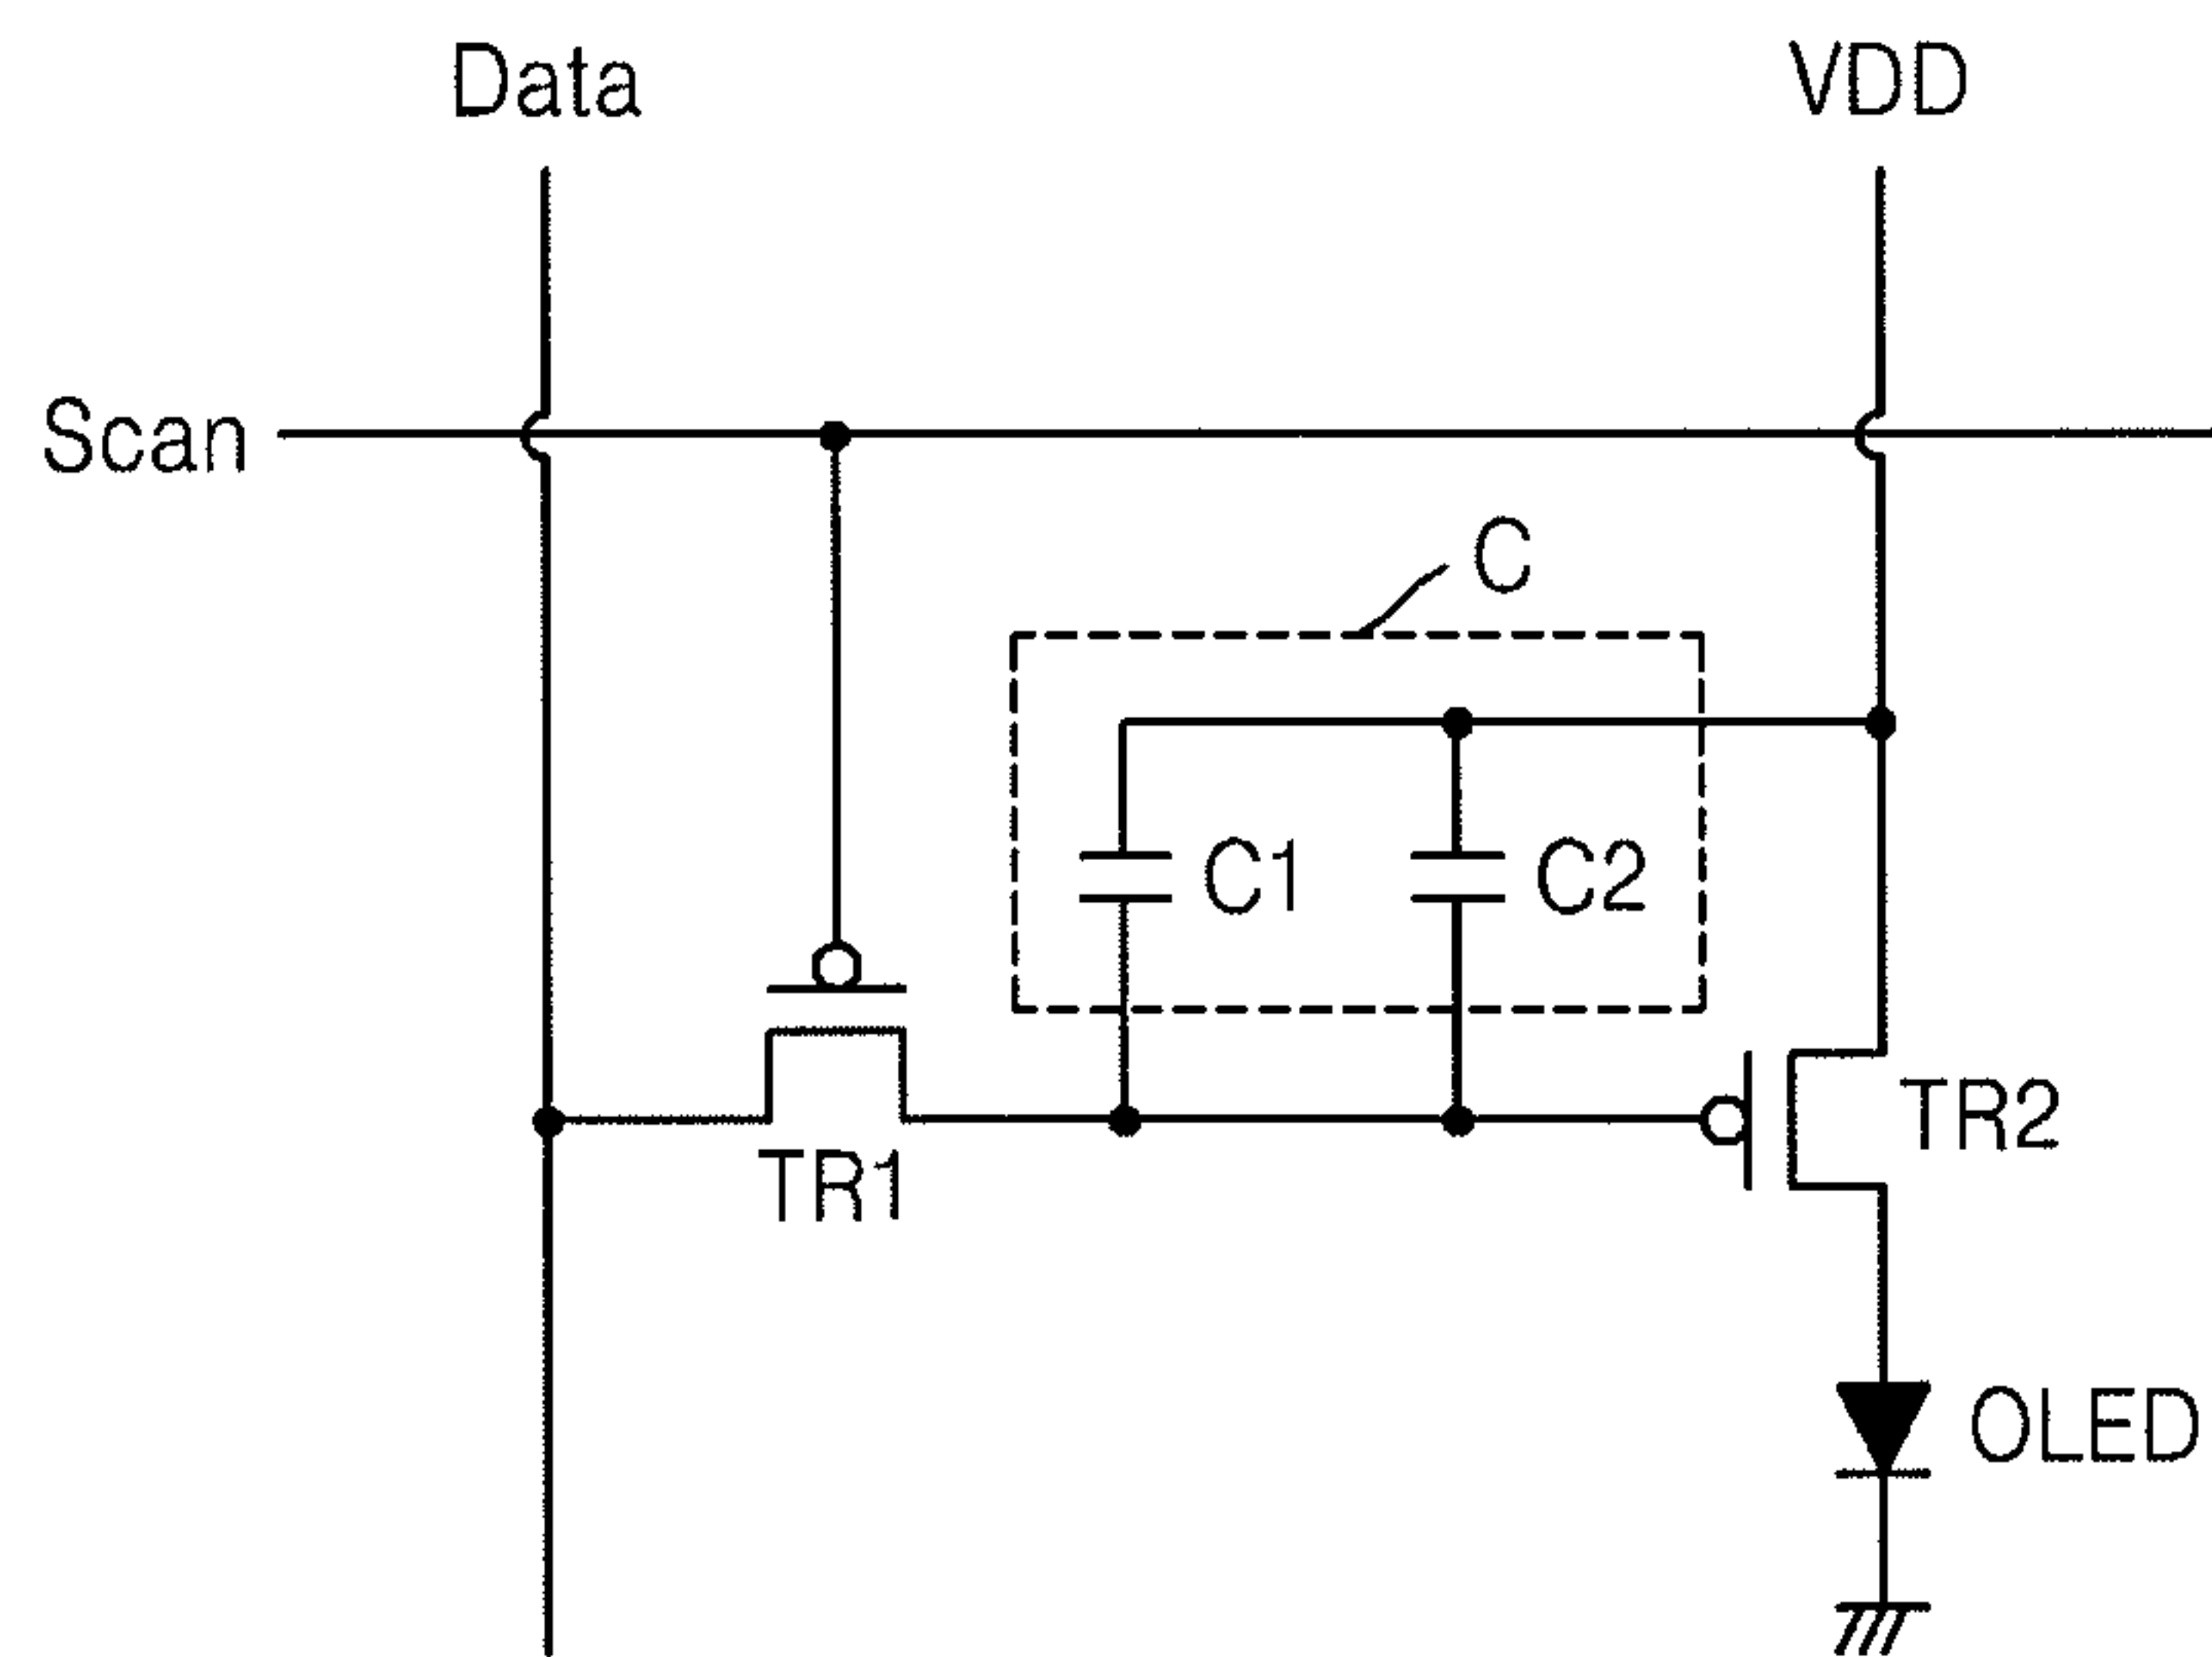 Data
VDD
Scan
C
C1
C2
TR2
TR1
OLED